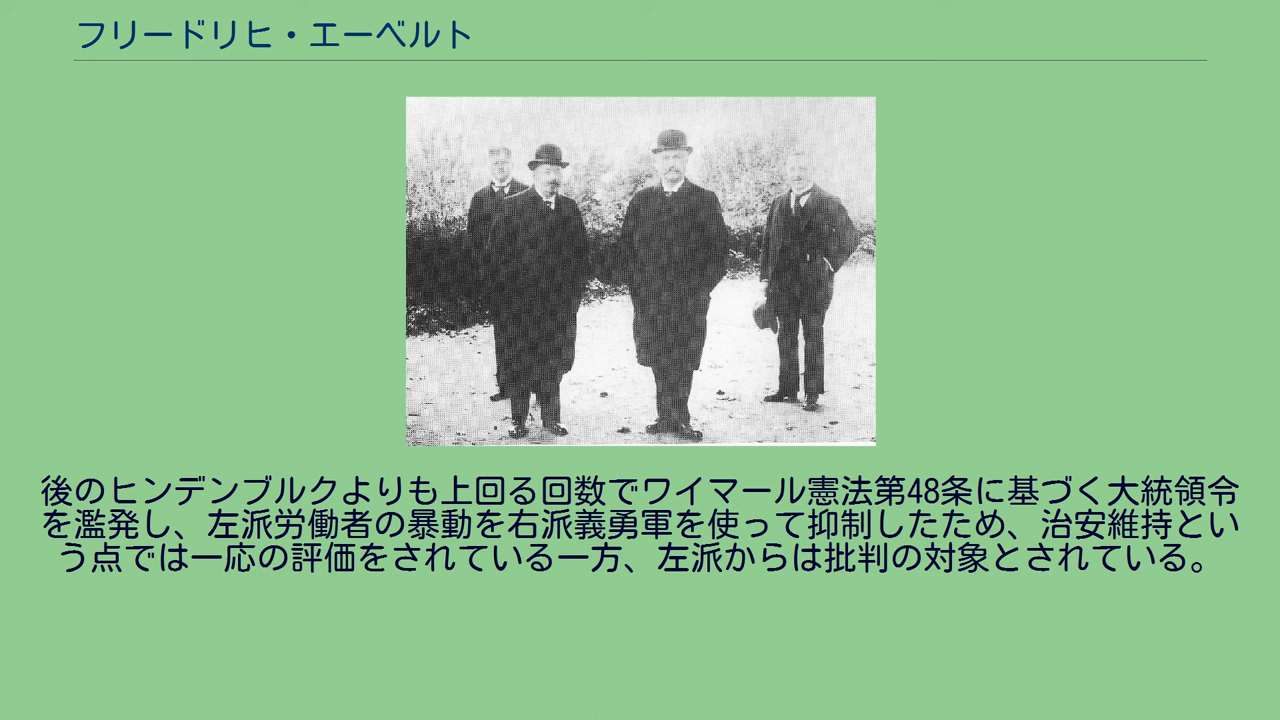 フリードリヒ・エーベルト
後のヒンデンブルクよりも上回る回数でワイマール憲法第48条に基づく大統領令
を濫発し、左派労働者の暴動を右派義勇軍を使って抑制したため、治安維持とい
う点では一応の評価をされている一方、左派からは批判の対象とされている。